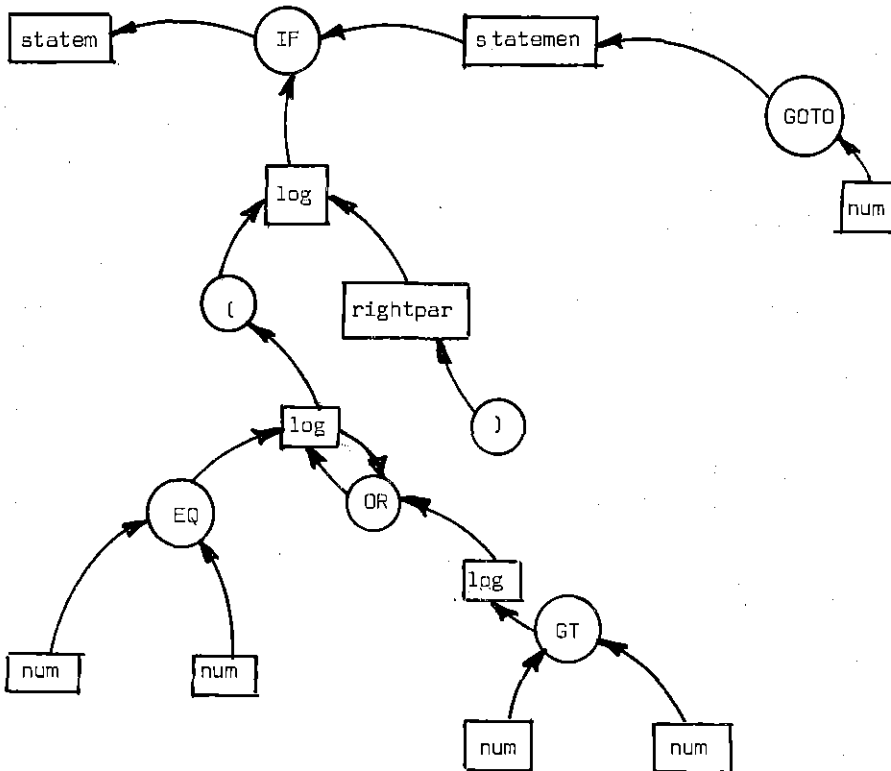 statem
IF
statemen
GOTO
num
log
(
rightpar
)
log
EQ
OR
log
GT
num
num
num
num